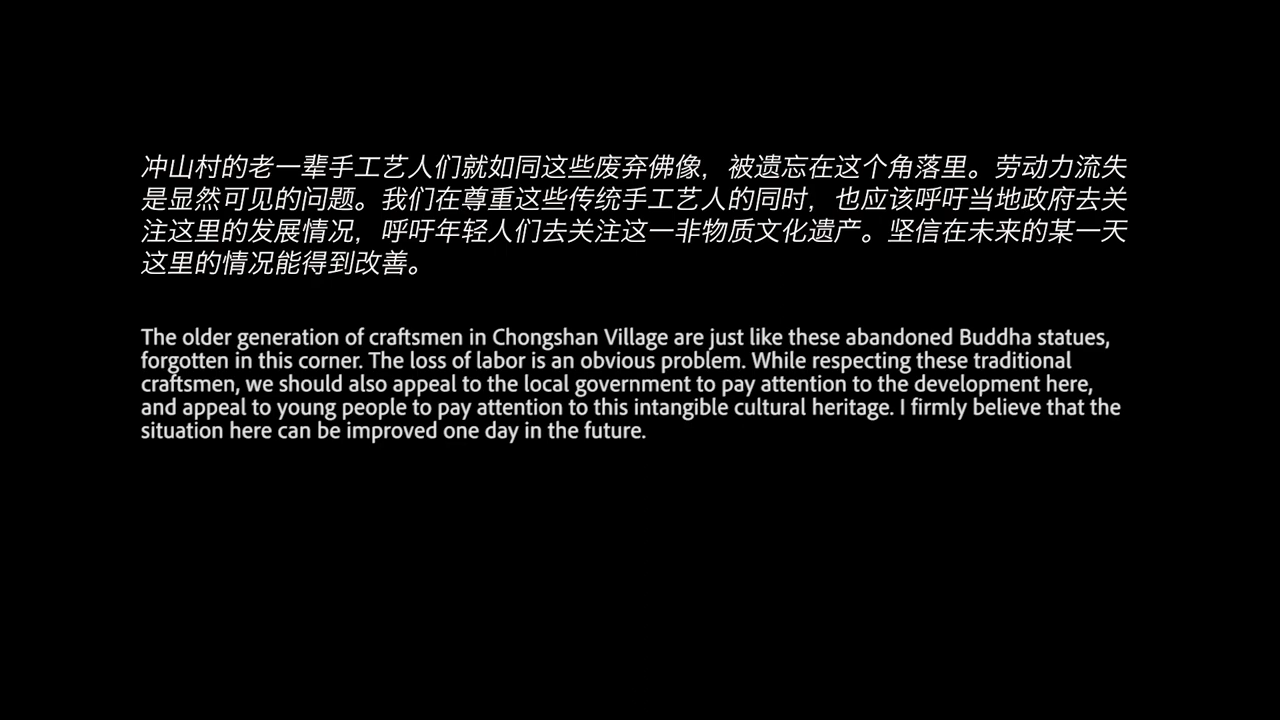 冲山村的老一辈手工艺人们就如同这些废弃佛像，被遗忘在这个角落里。劳动力流失
是显然可见的问题。我们在尊重这些传统手工艺人的同时，也应该呼吁当地政府去关
注这里的发展情况，呼吁年轻人们去关注这一非物质文化遗产。坚信在未来的某一天
这里的情况能得到改善。
The older generation of craftsmen in Chongshan Village are just like these abandoned Buddha statues,
forgotten in this corner. The loss of labor is an obvious problem. While respecting these traditional
craftsmen, we should also appeal to the local government to pay attention to the development here,
and appeal to young people to pay attention to this intangible cultural heritage. I firmly believe that the
situation here can be improved one day in the future.